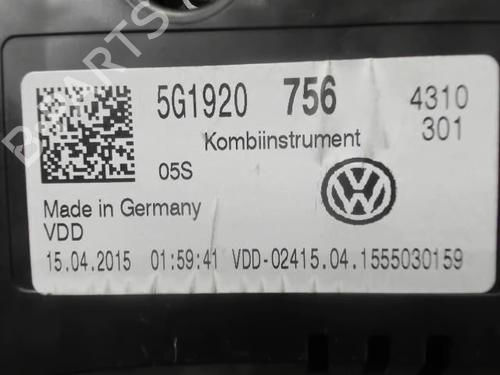 5G1920 756 4310
301
Kombiinstrument
05S
Made in Germany
VDD
15.04.2015 01:59:41 VDD-02415.04.1555030159
B-PARTS